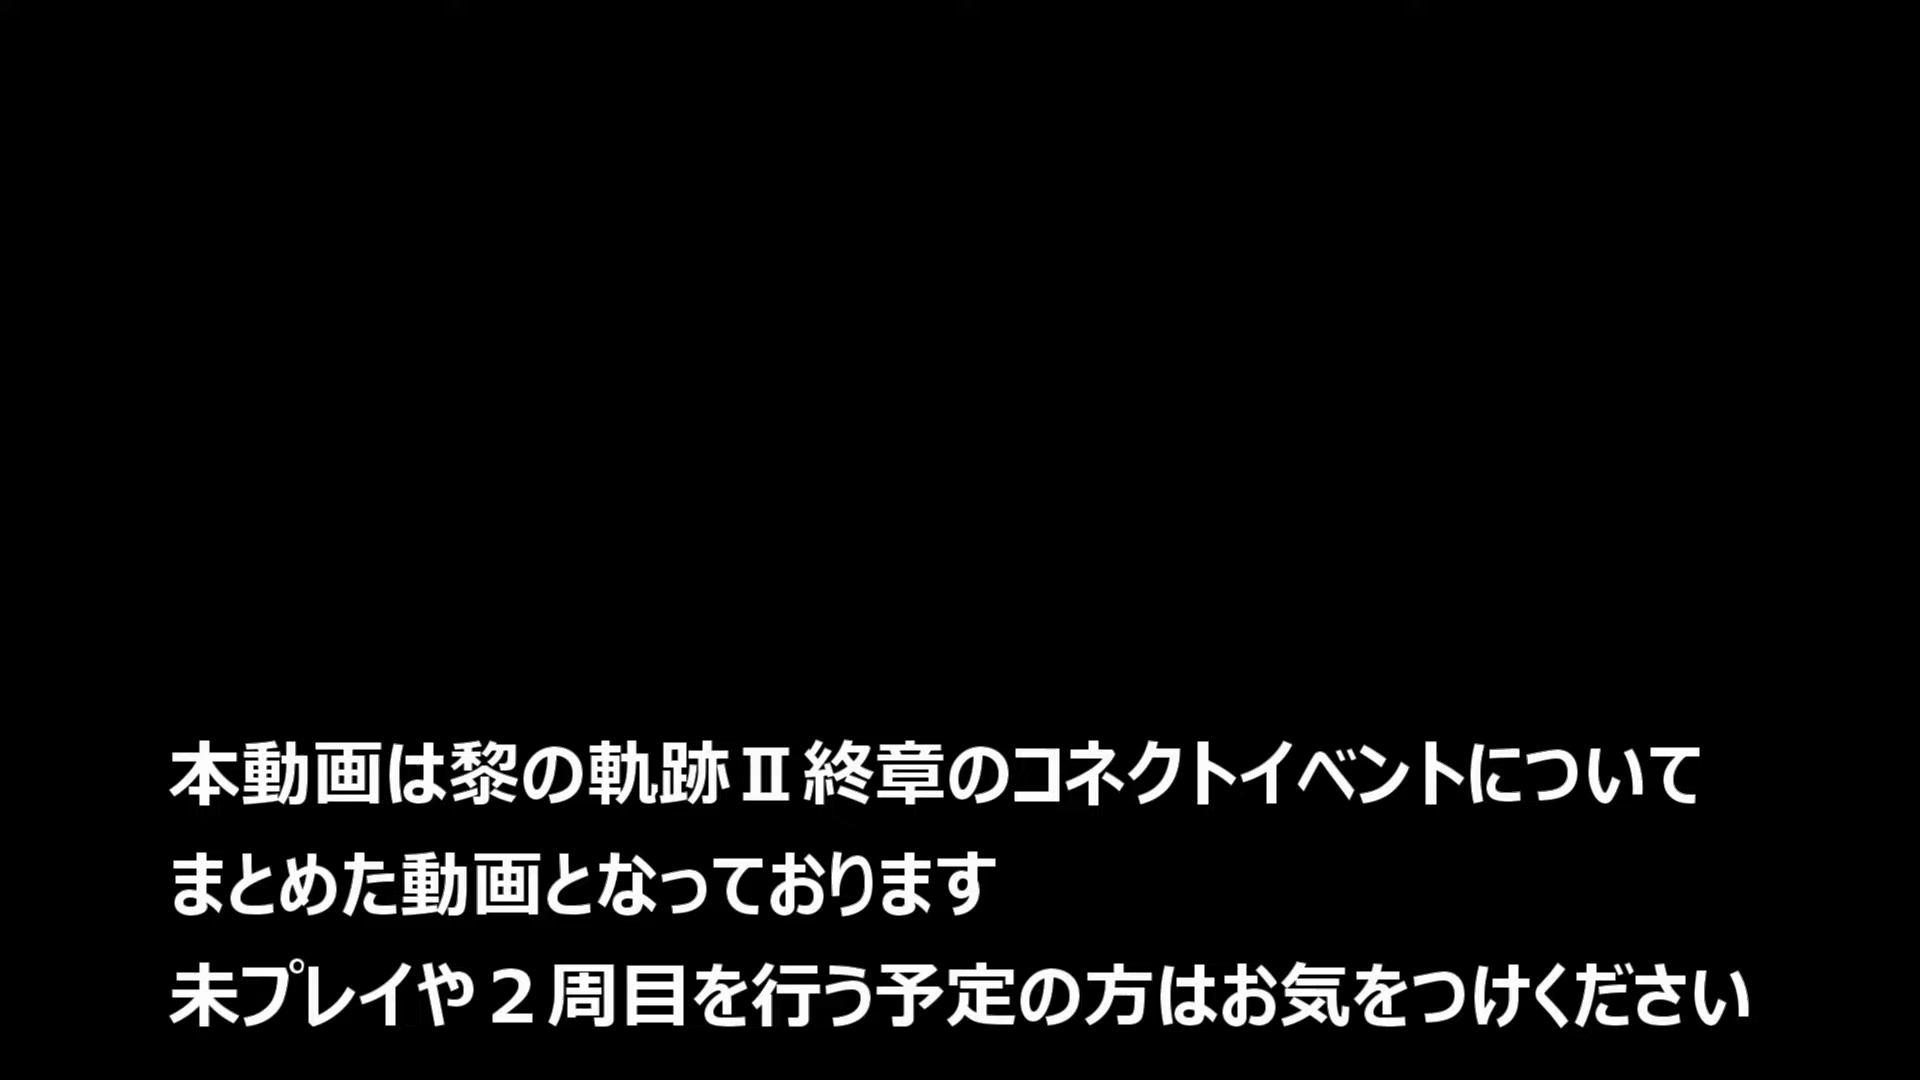 本動画は黎の軌跡Ⅱ終章のコネクトイベントについて
まとめた動画となっております
未プレイや２周目を行う予定の方はお気をつけください